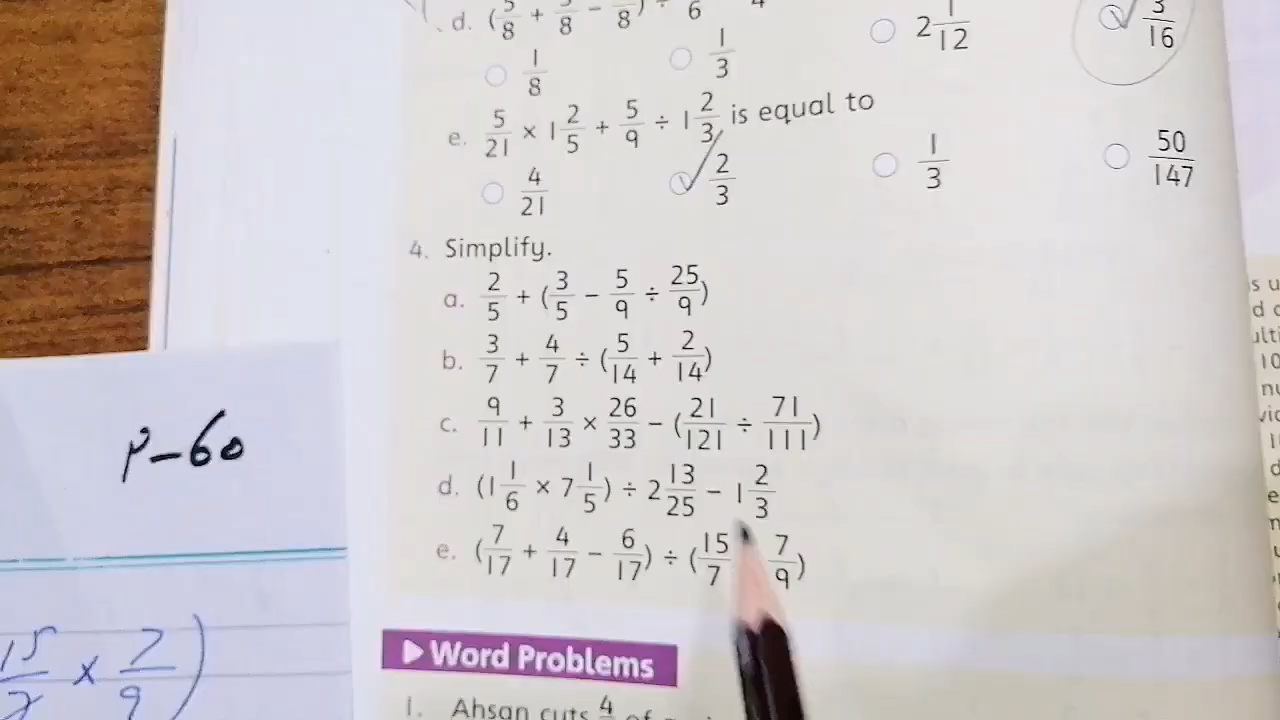 d. (5/8 + 5/8 − /8) ÷ 6
1/8 1/3 2 1/12 3/16
e. 5/21 × 1 2/5 + 5/9 ÷ 1 2/3 is equal to
4/21 2/3 1/3 50/147
4. Simplify.
a. 2/5 + (3/5 − 5/9 ÷ 25/9)
b. 3/7 + 4/7 ÷ (5/14 + 2/14)
c. 9/11 + 3/13 × 26/33 − (21/121 ÷ 71/111)
d. (1 1/6 × 7 1/5) ÷ 2 13/25 − 1 2/3
e. (7/17 + 4/17 − 6/17) ÷ (15/7 7/9)
P-60
15/7 × 7/9)
Word Problems
1. Ahsan cuts 4 of